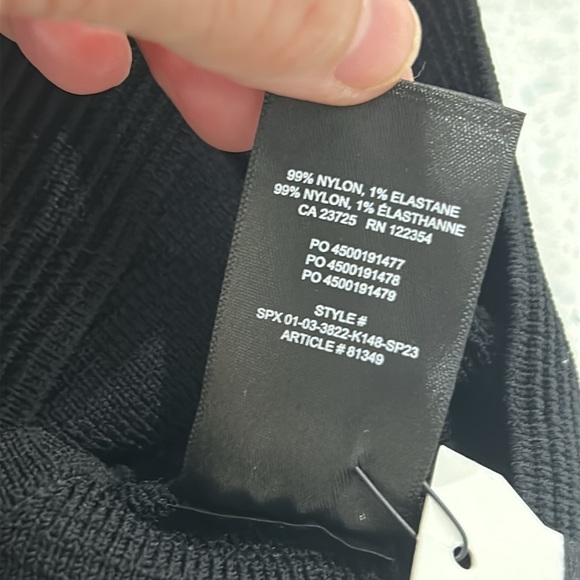 99% NYLON, 1% ELASTANE
99% NYLON, 1% ÉLASTHANNE
CA 23725 RN 122354
PO 4500191477
PO 4500191478
PO 4500191479
STYLE #
SPX 01-03-3822-K148-SP23
ARTICLE # 81349